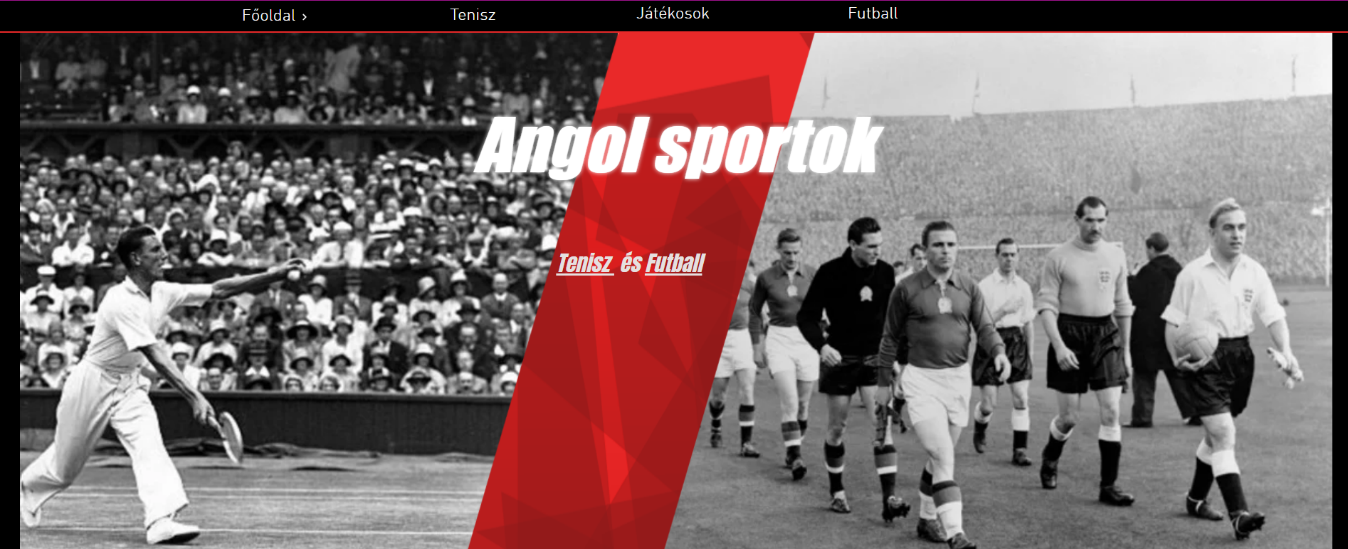 Főoldal ›
Tenisz
Játékosok
Futball
Angol sportok
Tenisz és Futball